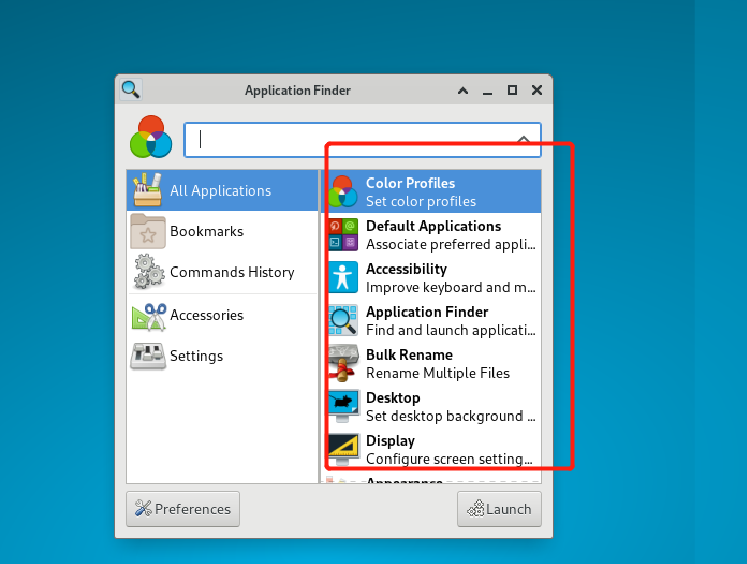 Application Finder
All Applications
Bookmarks
Commands History
Accessories
Settings
Color Profiles
Set color profiles
Default Applications
Associate preferred appli...
Accessibility
Improve keyboard and m...
Application Finder
Find and launch applicati...
Bulk Rename
Rename Multiple Files
Desktop
Set desktop background ...
Display
Configure screen setting...
Appearance
Preferences
Launch